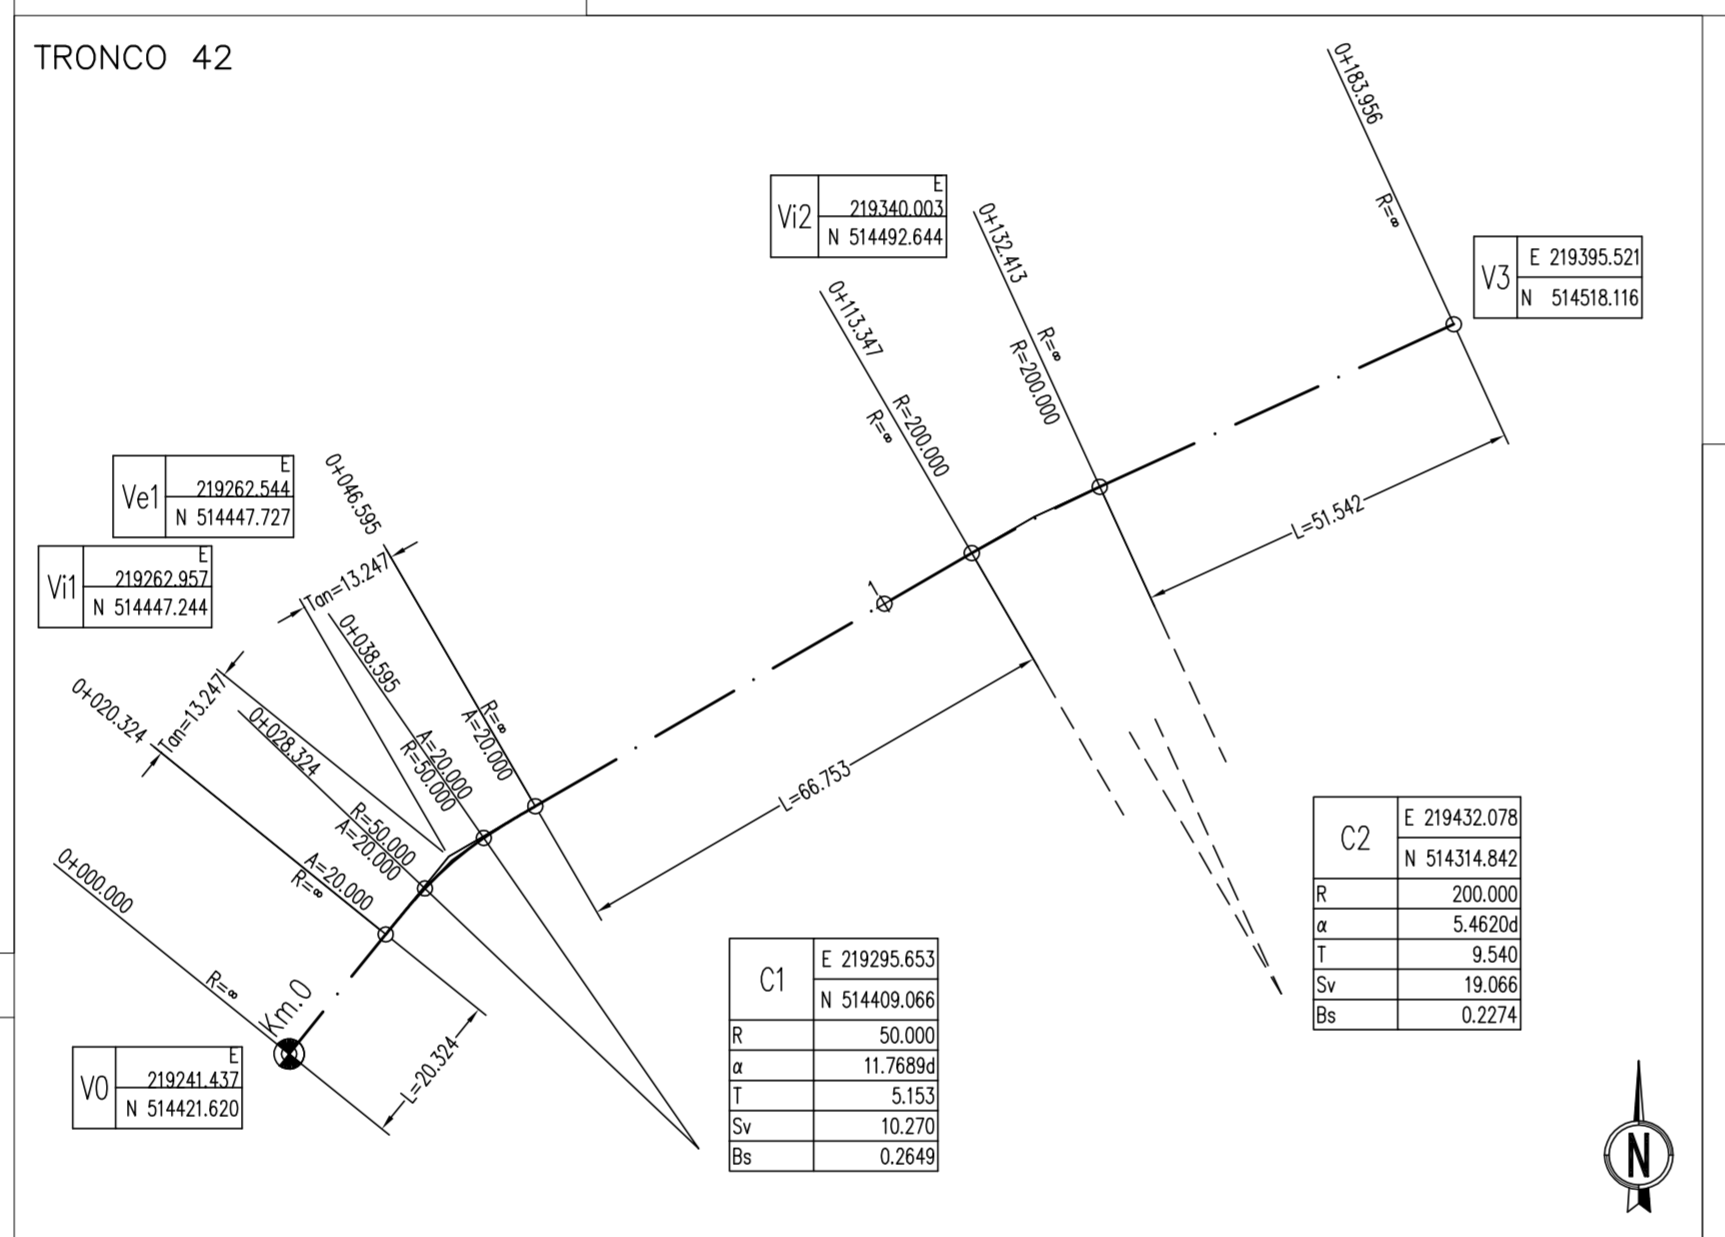 TRONCO 42
0+183.956
R=∞
V3
E 219395.521
N 514518.116
Vi2
E
219340.003
N 514492.644
0+132.413
R=∞
R=200.000
0+113.347
R=200.000
R=∞
L=51.542
Ve1
E
219262.544
N 514447.727
Vi1
E
219262.957
N 514447.244
0+046.595
Tan=13.247
0+038.595
R=∞
A=20.000
A=20.000
R=50.000
1
L=66.753
0+020.324
Tan=13.247
0+028.324
R=50.000
A=20.000
A=20.000
R=∞
0+000.000
R=∞
Km.0
L=20.324
V0
E
219241.437
N 514421.620
C1
E 219295.653
N 514409.066
R 50.000
α 11.7689d
T 5.153
Sv 10.270
Bs 0.2649
C2
E 219432.078
N 514314.842
R 200.000
α 5.4620d
T 9.540
Sv 19.066
Bs 0.2274
N